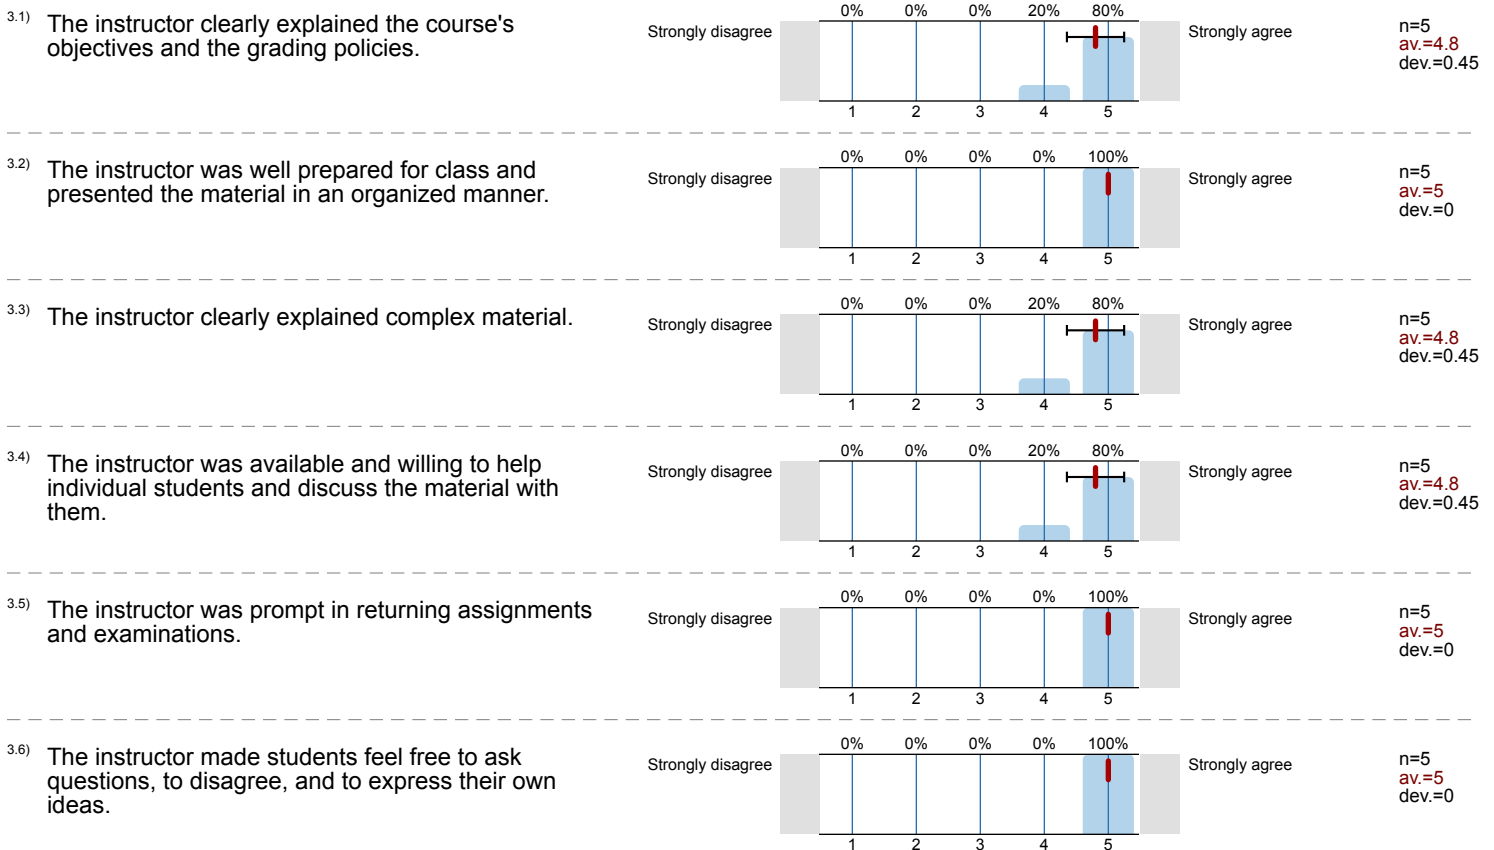 3.1) The instructor clearly explained the course's
objectives and the grading policies.
Strongly disagree
0% 0% 0% 20% 80%
1 2 3 4 5
Strongly agree
n=5
av.=4.8
dev.=0.45
3.2) The instructor was well prepared for class and
presented the material in an organized manner.
Strongly disagree
0% 0% 0% 0% 100%
1 2 3 4 5
Strongly agree
n=5
av.=5
dev.=0
3.3) The instructor clearly explained complex material.
Strongly disagree
0% 0% 0% 20% 80%
1 2 3 4 5
Strongly agree
n=5
av.=4.8
dev.=0.45
3.4) The instructor was available and willing to help
individual students and discuss the material with
them.
Strongly disagree
0% 0% 0% 20% 80%
1 2 3 4 5
Strongly agree
n=5
av.=4.8
dev.=0.45
3.5) The instructor was prompt in returning assignments
and examinations.
Strongly disagree
0% 0% 0% 0% 100%
1 2 3 4 5
Strongly agree
n=5
av.=5
dev.=0
3.6) The instructor made students feel free to ask
questions, to disagree, and to express their own
ideas.
Strongly disagree
0% 0% 0% 0% 100%
1 2 3 4 5
Strongly agree
n=5
av.=5
dev.=0